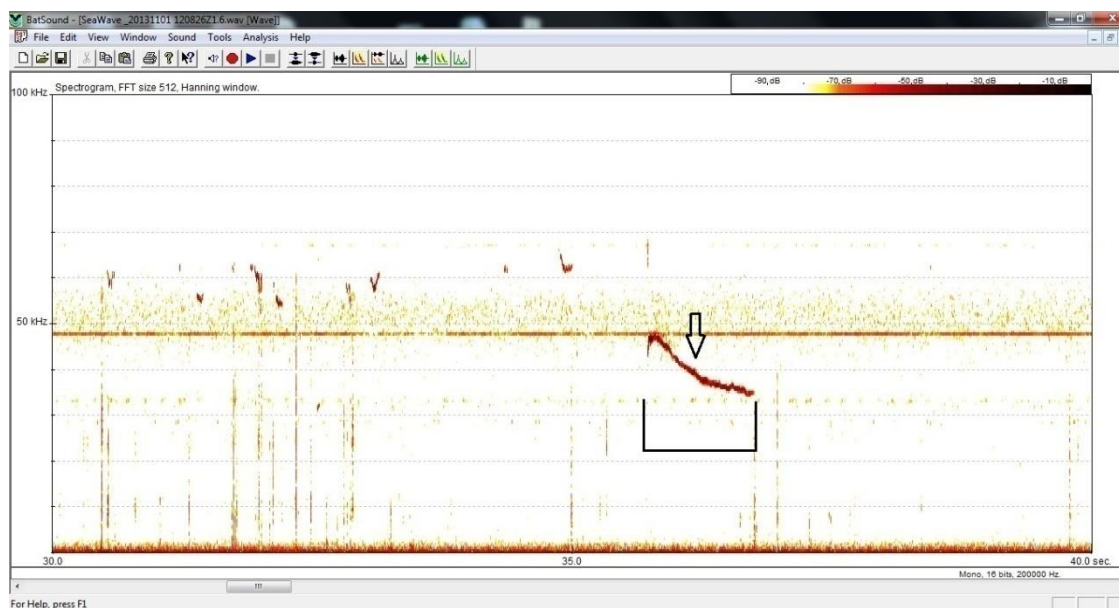 BatSound - [SeaWave _20131101 120826Z1.6.wav [Wave]]
File Edit View Window Sound Tools Analysis Help
Spectrogram, FFT size 512, Hanning window.
-90, dB -70, dB -50, dB -30, dB -10, dB
100 kHz
50 kHz
30.0 35.0 40.0 sec.
Mono, 16 bits, 200000 Hz.
For Help, press F1